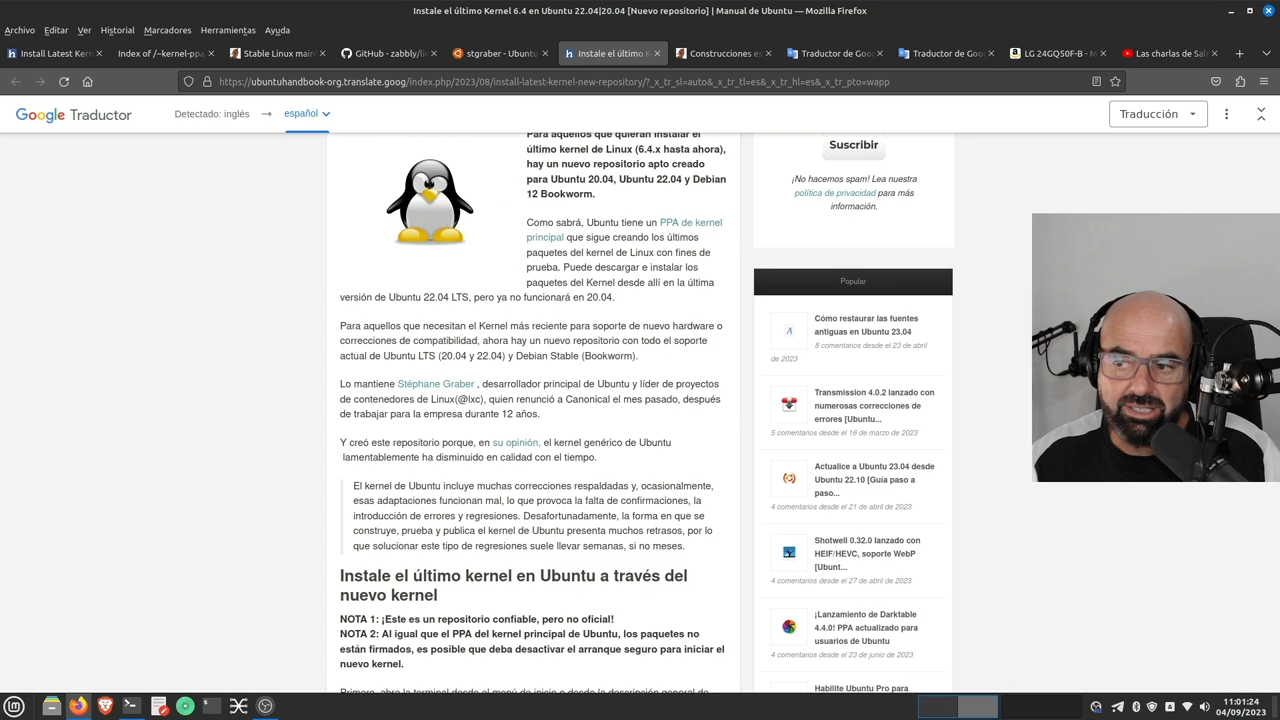 Instale el último Kernel 6.4 en Ubuntu 22.04|20.04 [Nuevo Repositorio] | Manual de Ubuntu — Mozilla Firefox
Archivo Editar Ver Historial Marcadores Herramientas Ayuda
Install Latest Kern
Index of /~kernel-ppa
Stable Linux main
GitHub - zabbly/lin
stgraber - Ubuntu
Instale el último K
Construcciones es
Traductor de Goo
Traductor de Goo
LG 24GQ50F-B - M
Las charlas de Sal
https://ubuntuhandbook-org.translate.goog/index.php/2023/08/install-latest-kernel-new-repository/?_x_tr_sl=auto&_x_tr_tl=es&_x_tr_hl=es&_x_tr_pto=wapp
Google Traductor
Detectado: inglés → español
Traducción
Para aquellos que quieran instalar el
último kernel de Linux (6.4.x hasta ahora),
hay un nuevo repositorio apto creado
para Ubuntu 20.04, Ubuntu 22.04 y Debian
12 Bookworm.
Como sabrá, Ubuntu tiene un PPA de kernel
principal que sigue creando los últimos
paquetes del kernel de Linux con fines de
prueba. Puede descargar e instalar los
paquetes del Kernel desde allí en la última
versión de Ubuntu 22.04 LTS, pero ya no funcionará en 20.04.
Para aquellos que necesitan el Kernel más reciente para soporte de nuevo hardware o
correcciones de compatibilidad, ahora hay un nuevo repositorio con todo el soporte
actual de Ubuntu LTS (20.04 y 22.04) y Debian Stable (Bookworm).
Lo mantiene Stéphane Graber , desarrollador principal de Ubuntu y líder de proyectos
de contenedores de Linux(@lxc), quien renunció a Canonical el mes pasado, después
de trabajar para la empresa durante 12 años.
Y creó este repositorio porque, en su opinión, el kernel genérico de Ubuntu
lamentablemente ha disminuido en calidad con el tiempo.
El kernel de Ubuntu incluye muchas correcciones respaldadas y, ocasionalmente,
esas adaptaciones funcionan mal, lo que provoca la falta de confirmaciones, la
introducción de errores y regresiones. Desafortunadamente, la forma en que se
construye, prueba y publica el kernel de Ubuntu presenta muchos retrasos, por lo
que solucionar este tipo de regresiones suele llevar semanas, si no meses.
Instale el último kernel en Ubuntu a través del
nuevo kernel
NOTA 1: ¡Este es un repositorio confiable, pero no oficial!
NOTA 2: Al igual que el PPA del kernel principal de Ubuntu, los paquetes no
están firmados, es posible que deba desactivar el arranque seguro para iniciar el
nuevo kernel.
Primero, abra la terminal desde el menú de inicio o desde la descripción general de
Suscribir
¡No hacemos spam! Lea nuestra
política de privacidad para más
información.
Popular
Cómo restaurar las fuentes
antiguas en Ubuntu 23.04
8 comentarios desde el 23 de abril
de 2023
Transmission 4.0.2 lanzado con
numerosas correcciones de
errores [Ubuntu...
5 comentarios desde el 16 de marzo de 2023
Actualice a Ubuntu 23.04 desde
Ubuntu 22.10 [Guía paso a
paso...
4 comentarios desde el 21 de abril de 2023
Shotwell 0.32.0 lanzado con
HEIF/HEVC, soporte WebP
[Ubunt...
4 comentarios desde el 27 de abril de 2023
¡Lanzamiento de Darktable
4.4.0! PPA actualizado para
usuarios de Ubuntu
4 comentarios desde el 23 de junio de 2023
Habilite Ubuntu Pro para
11:01:24
04/09/2023